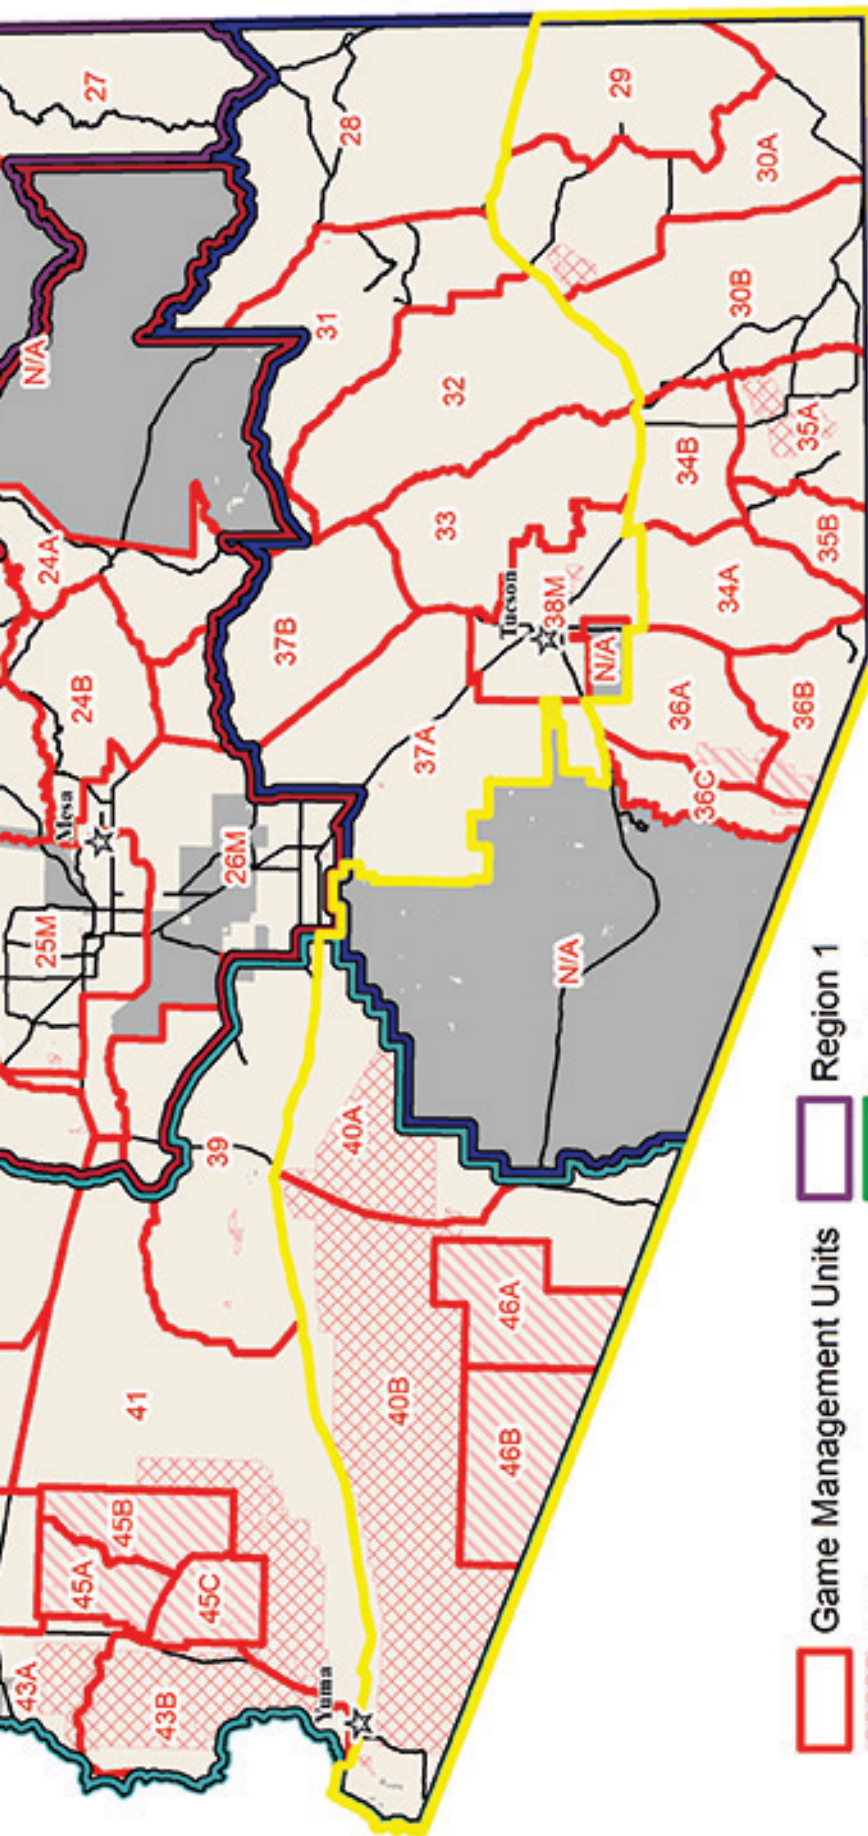 27
28
29
30A
N/A
31
32
30B
24A
33
34B
35A
35B
24B
37B
Tucson
38M
34A
N/A
36A
36B
37A
36C
Mesa
26M
25M
N/A
39
40A
41
40B
46A
46B
45B
45A
45C
43A
43B
Yuma
Game Management Units
Region 1